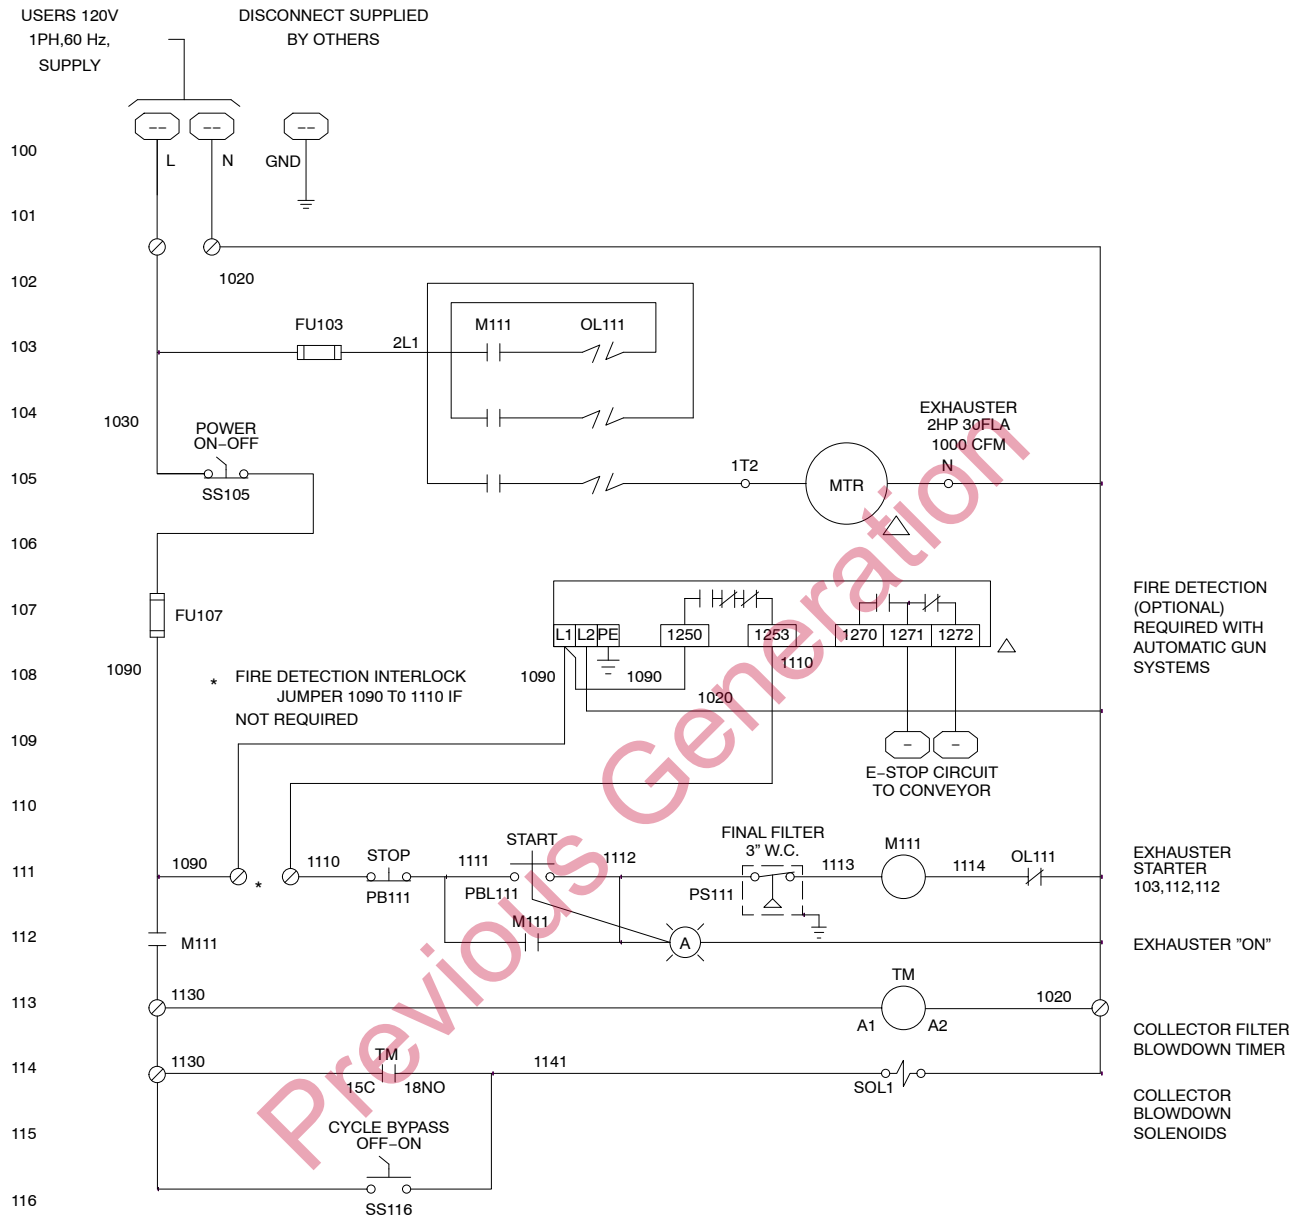 USERS 120V
1PH,60 Hz,
SUPPLY
DISCONNECT SUPPLIED
BY OTHERS
-- -- --
100
L N GND
101
102
1020
FU103
M111 OL111
103
2L1
104
1030
POWER
ON–OFF
EXHAUSTER
2HP 30FLA
1000 CFM
105
SS105
1T2
MTR
N
106
107
FU107
L1 L2 PE 1250 1253 1270 1271 1272
FIRE DETECTION
(OPTIONAL)
REQUIRED WITH
AUTOMATIC GUN
SYSTEMS
108
1090
* FIRE DETECTION INTERLOCK
JUMPER 1090 T0 1110 IF
NOT REQUIRED
1090 1090 1110
1020
109
- -
E–STOP CIRCUIT
TO CONVEYOR
110
111
1090
*
1110
STOP
PB111
1111
START
PBL111
1112
FINAL FILTER
3” W.C.
PS111
1113
M111
1114
OL111
EXHAUSTER
STARTER
103,112,112
112
M111
M111
A
EXHAUSTER ”ON”
113
1130
TM
A1 A2
1020
COLLECTOR FILTER
BLOWDOWN TIMER
114
1130
TM
15C 18NO
1141
SOL1
COLLECTOR
BLOWDOWN
SOLENOIDS
115
CYCLE BYPASS
OFF–ON
116
SS116
Previous Generation